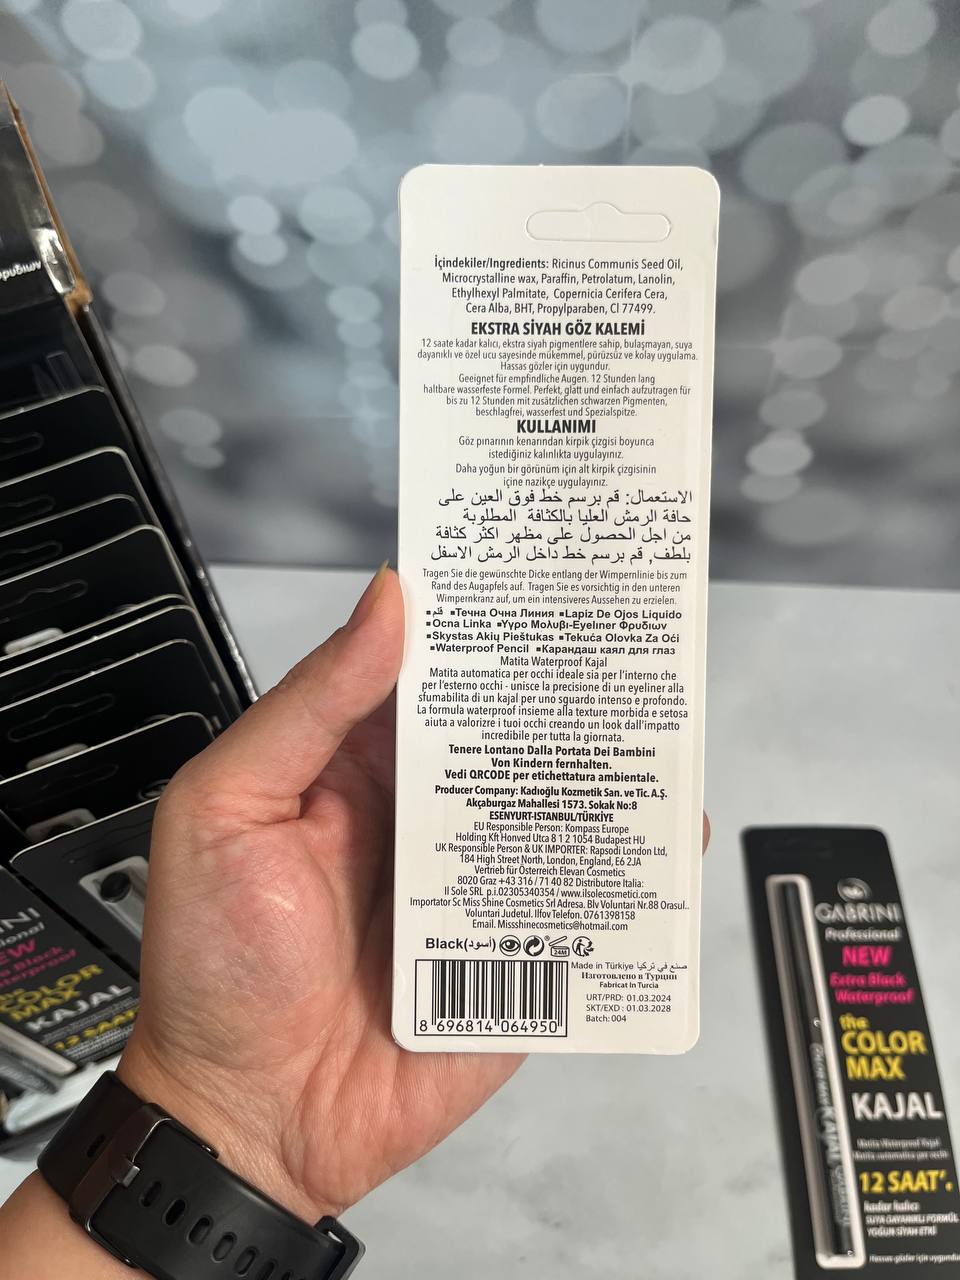 İçindekiler/Ingredients: Ricinus Communis Seed Oil,
Microcrystalline wax, Paraffin, Petrolatum, Lanolin,
Ethylhexyl Palmitate, Copernicia Cerifera Cera,
Cera Alba, BHT, Propylparaben, Cl 77499.
EKSTRA SİYAH GÖZ KALEMİ
12 saate kadar kalıcı, ekstra siyah pigmentlere sahip, bulaşmayan, suya
dayanıklı ve özel ucu sayesinde mükemmel, pürüzsüz ve kolay uygulama.
Hassas gözler için uygundur.
Geeignet für empfindliche Augen. 12 Stunden lang
haltbare wasserfeste Formel. Perfekt, glatt und einfach aufzutragen für
bis zu 12 Stunden mit zusätzlichen schwarzen Pigmenten,
beschlagfrei, wasserfest und Spezialspitze.
KULLANIMI
Göz pınarının kenarından kirpik çizgisi boyunca
istediğiniz kalınlıkta uygulayınız.
Daha yoğun bir görünüm için alt kirpik çizgisinin
içine nazikçe uygulayınız.
الاستعمال: قم برسم خط فوق العين على
حافة الرمش العليا بالكثافة المطلوبة
من اجل الحصول على مظهر اكثر كثافة
بلطف, قم برسم خط داخل الرمش الاسفل
Tragen Sie die gewünschte Dicke entlang der Wimpernlinie bis zum
Rand des Augapfels auf. Tragen Sie es vorsichtig in den unteren
Wimpernkranz auf, um ein intensiveres Aussehen zu erzielen.
▪قلم ▪Течна Очна Линия ▪Lapiz De Ojos Liquido
▪Ocna Linka ▪Υγρο Μολυβι-Eyeliner Φρυδιων
▪Skystas Akių Pieštukas ▪Tekuća Olovka Za Oći
▪Waterproof Pencil ▪Карандаш каял для глаз
Matita Waterproof Kajal
Matita automatica per occhi ideale sia per l'interno che
per l'esterno occhi - unisce la precisione di un eyeliner alla
sfumabilita di un kajal per uno sguardo intenso e profondo.
La formula waterproof insieme alla texture morbida e setosa
aiuta a valorizre i tuoi occhi creando un look dall'impatto
incredibile per tutta la giornata.
Tenere Lontano Dalla Portata Dei Bambini
Von Kindern fernhalten.
Vedi QRCODE per etichettatura ambientale.
Producer Company: Kadıoğlu Kozmetik San. ve Tic. A.Ş.
Akçaburgaz Mahallesi 1573. Sokak No:8
ESENYURT-ISTANBUL/TÜRKİYE
EU Responsible Person: Kompass Europe
Holding Kft Honved Utca 8 1 2 1054 Budapest HU
UK Responsible Person & UK IMPORTER: Rapsodi London Ltd,
184 High Street North, London, England, E6 2JA
Vertrieb für Österreich Elevan Cosmetics
8020 Graz +43 316 / 71 40 82 Distributore Italia:
Il Sole SRL p.i.02305340354 / www.ilsolecosmetici.com
Importator Sc Miss Shine Cosmetics Srl Adresa. Blv Voluntari Nr.88 Orasul..
Voluntari Judetul. Ilfov Telefon. 0761398158
Email. Missshinecosmetics@hotmail.com
Black(أسود)
24M
Made in Türkiye صنع في تركيا
Изготовлено в Турции
Fabricat In Turcia
URT/PRD: 01.03.2024
SKT/EXD : 01.03.2028
Batch: 004
8 696814 064950
GABRINI
Professional
NEW
Extra Black
Waterproof
the
COLOR
MAX
KAJAL
Matita Waterproof Kajal
Matita automatica per occhi
12 SAAT'e
kadar kalıcı
SUYA DAYANIKLI FORMÜL
YOĞUN SİYAH ETKİ
Hassas gözler için uygundur
COLOR
MAX
KAJAL